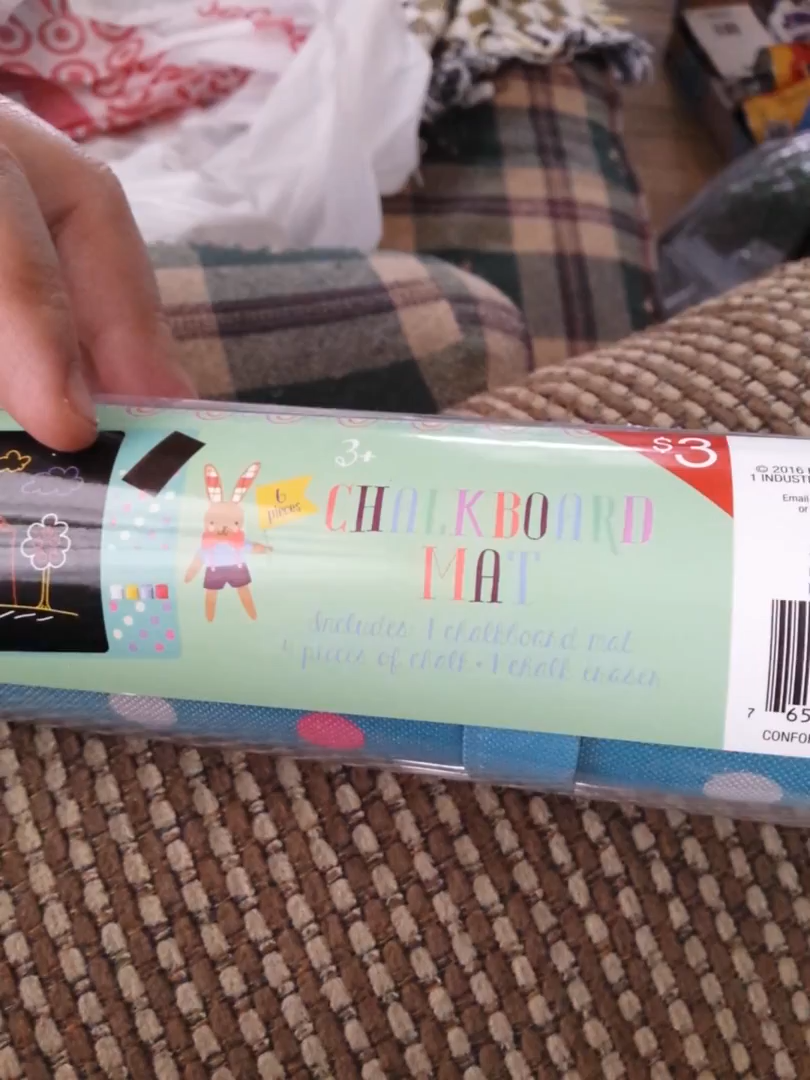 3+
$3
6
pieces
CHALKBOARD
MAT
Includes: 1 chalkboard mat
4 pieces of chalk • 1 chalk eraser
© 2016
1 INDUST
Email
or
7 65
CONFO